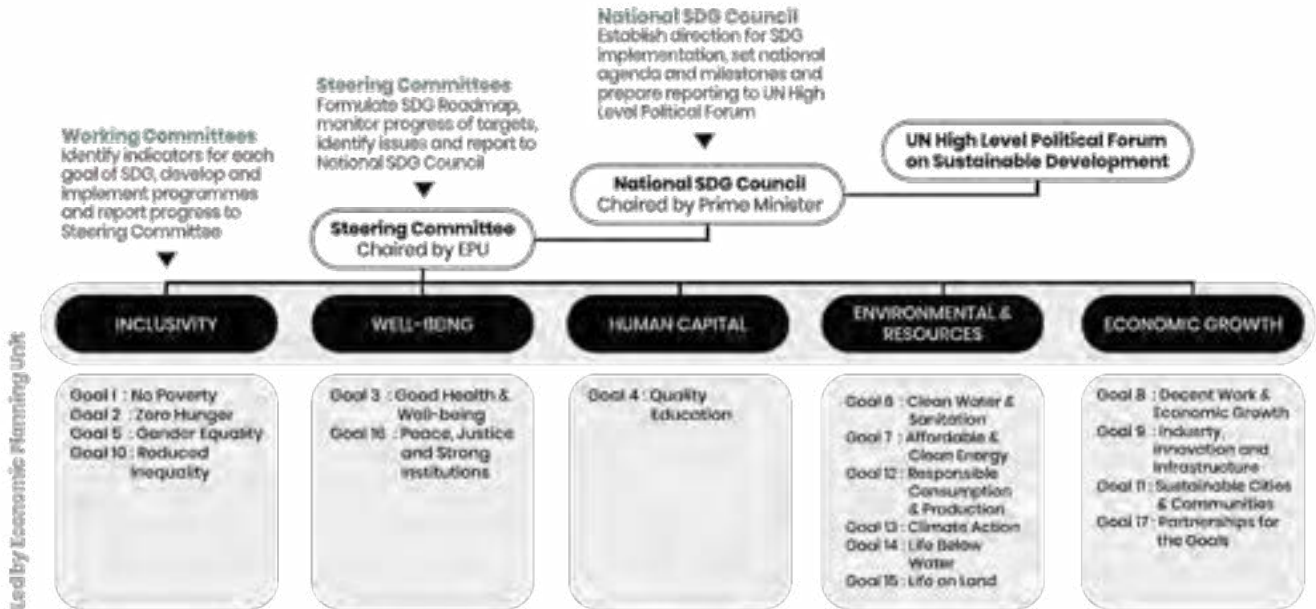 National SDG Council
Establish direction for SDG
implementation, set national
agenda and milestones and
prepare reporting to UN High
Level Political Forum
Steering Committees
Formulate SDG Roadmap,
monitor progress of targets,
identify issues and report to
National SDG Council
Working Committees
Identify indicators for each
goal of SDG, develop and
implement programmes
and report progress to
Steering Committee
UN High Level Political Forum
on Sustainable Development
National SDG Council
Chaired by Prime Minister
Steering Committee
Chaired by EPU
Led by Economic Planning Unit
INCLUSIVITY
Goal 1 : No Poverty
Goal 2 : Zero Hunger
Goal 5 : Gender Equality
Goal 10 : Reduced
Inequality
WELL-BEING
Goal 3 : Good Health &
Well-being
Goal 16 : Peace, Justice
and Strong
Institutions
HUMAN CAPITAL
Goal 4 : Quality
Education
ENVIRONMENTAL &
RESOURCES
Goal 6 : Clean Water &
Sanitation
Goal 7 : Affordable &
Clean Energy
Goal 12 : Responsible
Consumption
& Production
Goal 13 : Climate Action
Goal 14 : Life Below
Water
Goal 15 : Life on Land
ECONOMIC GROWTH
Goal 8 : Decent Work &
Economic Growth
Goal 9 : Industry,
Innovation and
Infrastructure
Goal 11 : Sustainable Cities
& Communities
Goal 17 : Partnerships for
the Goals